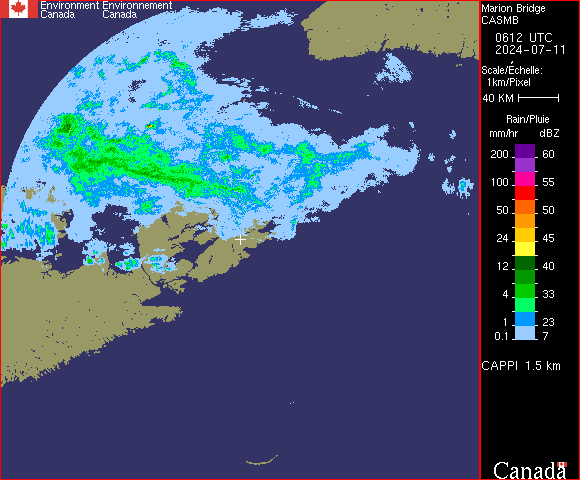 Environment Environnement
Canada Canada
Marion Bridge
CASMB
0612 UTC
2024-07-11
Scale/Échelle:
1km/Pixel
40 KM
Rain/Pluie
mm/hr dBZ
200 60
100 55
50 50
24 45
12 40
4 33
1 23
0.1 7
CAPPI 1.5 km
Canada